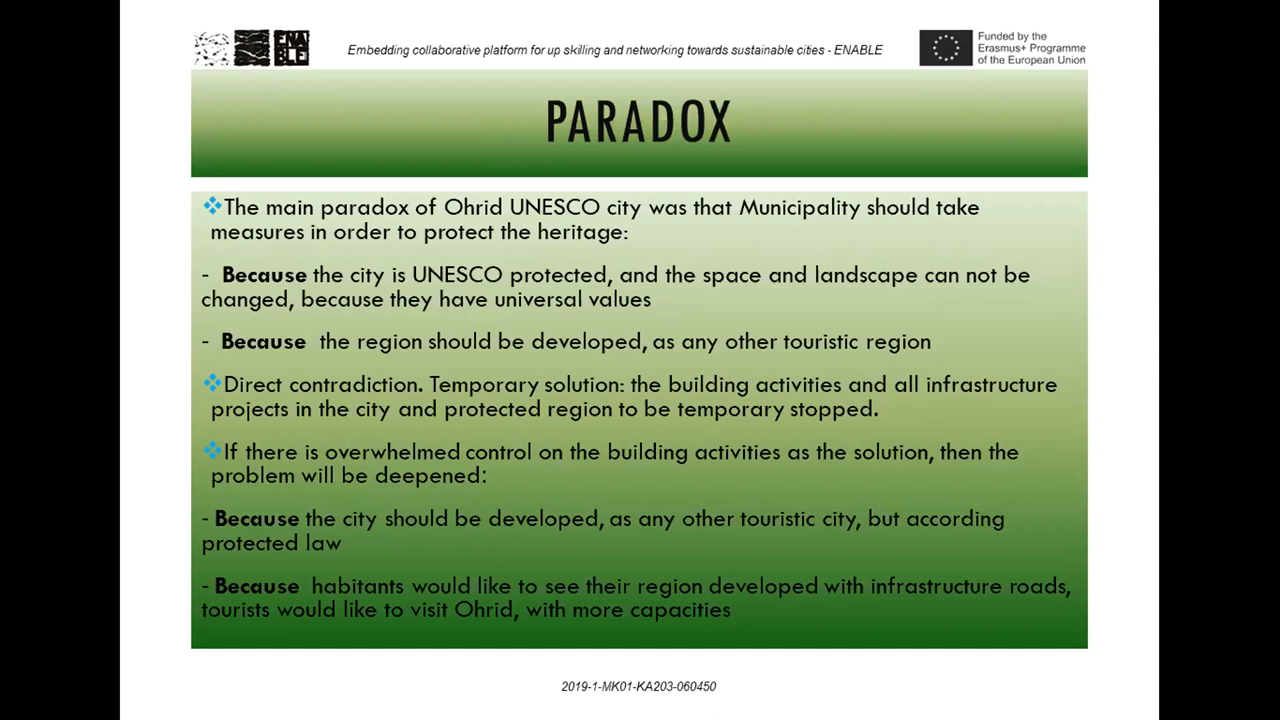 ENA
BLE
Embedding collaborative platform for up skilling and networking towards sustainable cities - ENABLE
Funded by the
Erasmus+ Programme
of the European Union
PARADOX
The main paradox of Ohrid UNESCO city was that Municipality should take
measures in order to protect the heritage:
- Because the city is UNESCO protected, and the space and landscape can not be
changed, because they have universal values
- Because the region should be developed, as any other touristic region
Direct contradiction. Temporary solution: the building activities and all infrastructure
projects in the city and protected region to be temporary stopped.
If there is overwhelmed control on the building activities as the solution, then the
problem will be deepened:
- Because the city should be developed, as any other touristic city, but according
protected law
- Because habitants would like to see their region developed with infrastructure roads,
tourists would like to visit Ohrid, with more capacities
2019-1-MK01-KA203-060450